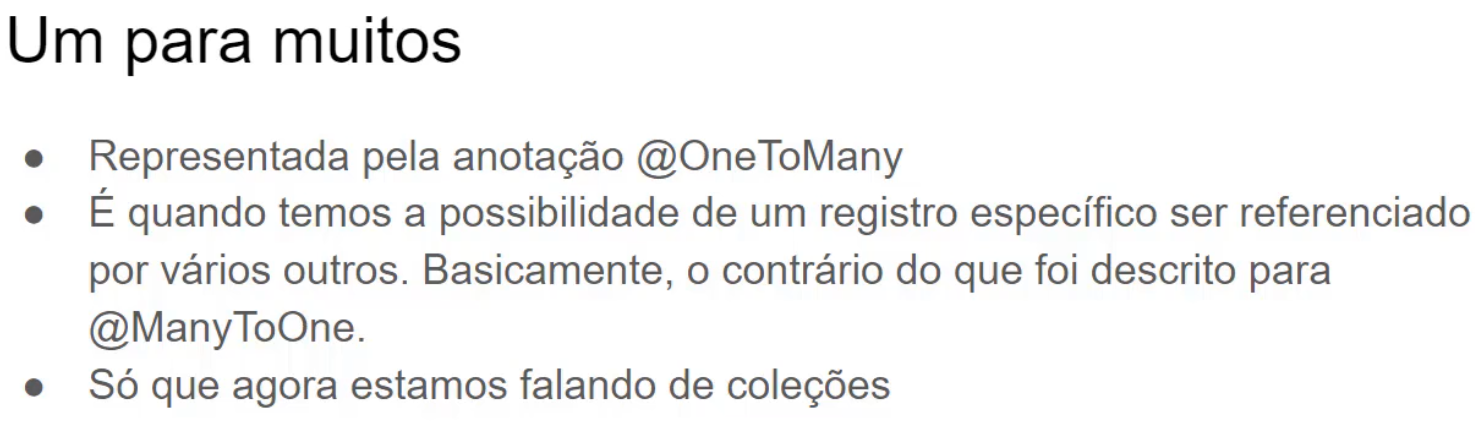 Um para muitos
● Representada pela anotação @OneToMany
● É quando temos a possibilidade de um registro específico ser referenciado
por vários outros. Basicamente, o contrário do que foi descrito para
@ManyToOne.
● Só que agora estamos falando de coleções